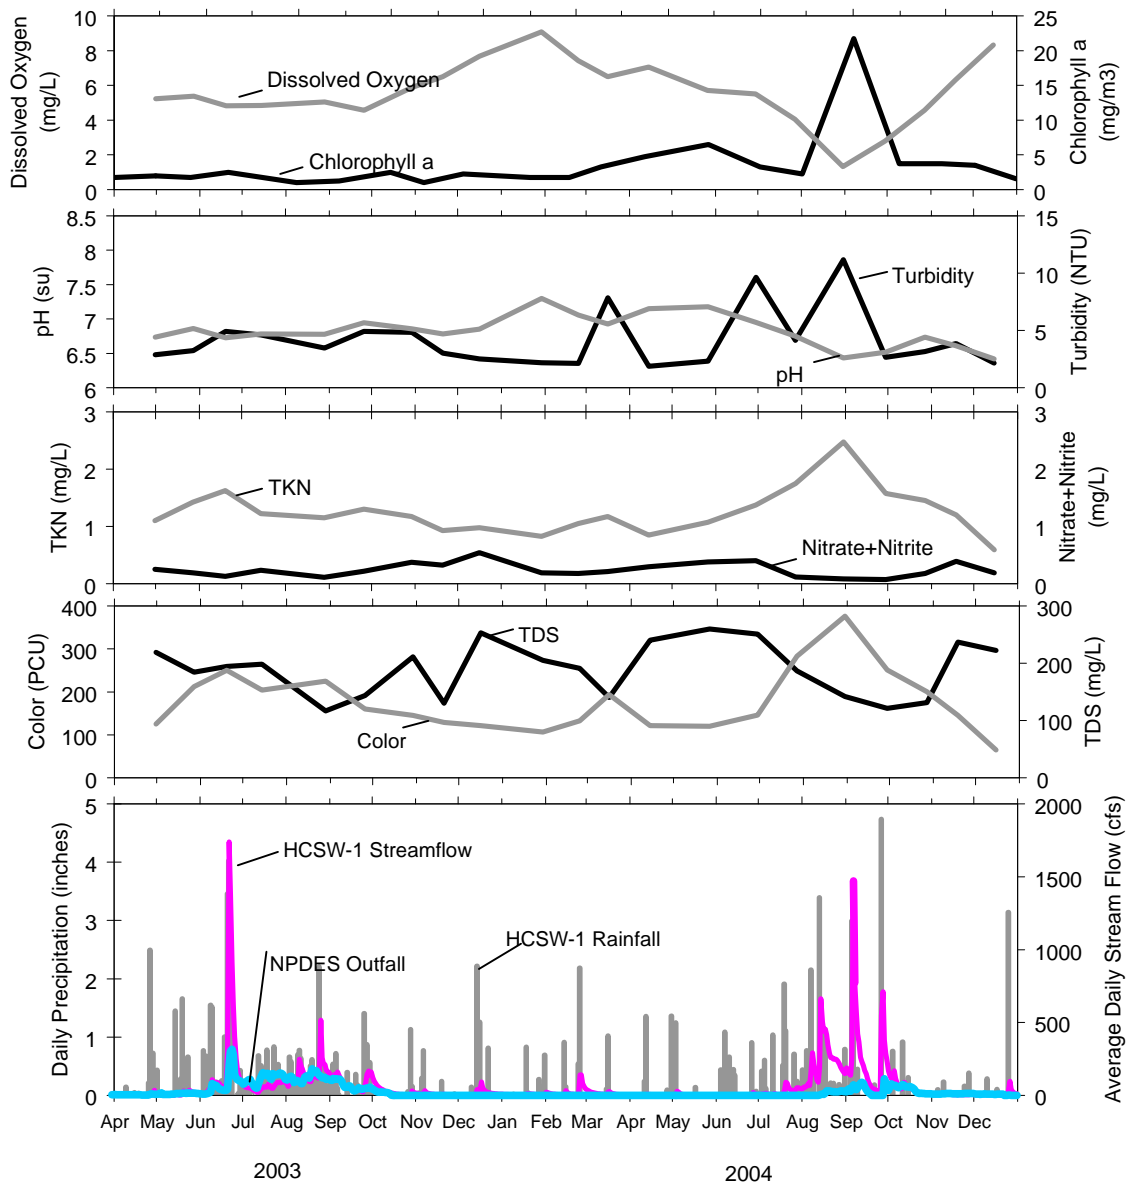 10
8
6
4
2
0
Dissolved Oxygen
(mg/L)
Dissolved Oxygen
Chlorophyll a
25
20
15
10
5
0
Chlorophyll a
(mg/m3)
8.5
8
7.5
7
6.5
6
pH (su)
Turbidity
pH
15
10
5
0
Turbidity (NTU)
3
2
1
0
TKN (mg/L)
TKN
Nitrate+Nitrite
3
2
1
0
Nitrate+Nitrite
(mg/L)
400
300
200
100
0
Color (PCU)
TDS
Color
300
200
100
0
TDS (mg/L)
5
4
3
2
1
0
Daily Precipitation (inches)
HCSW-1 Streamflow
HCSW-1 Rainfall
NPDES Outfall
2000
1500
1000
500
0
Average Daily Stream Flow (cfs)
Apr May Jun Jul Aug Sep Oct Nov Dec Jan Feb Mar Apr May Jun Jul Aug Sep Oct Nov Dec
2003 2004